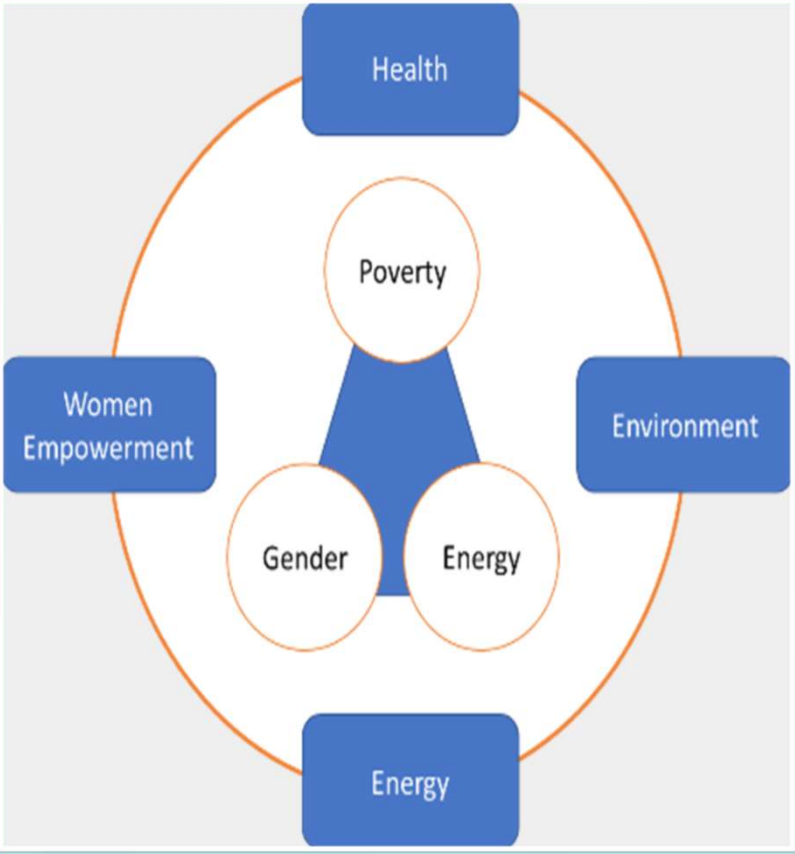 Health
Poverty
Women
Empowerment
Environment
Gender
Energy
Energy